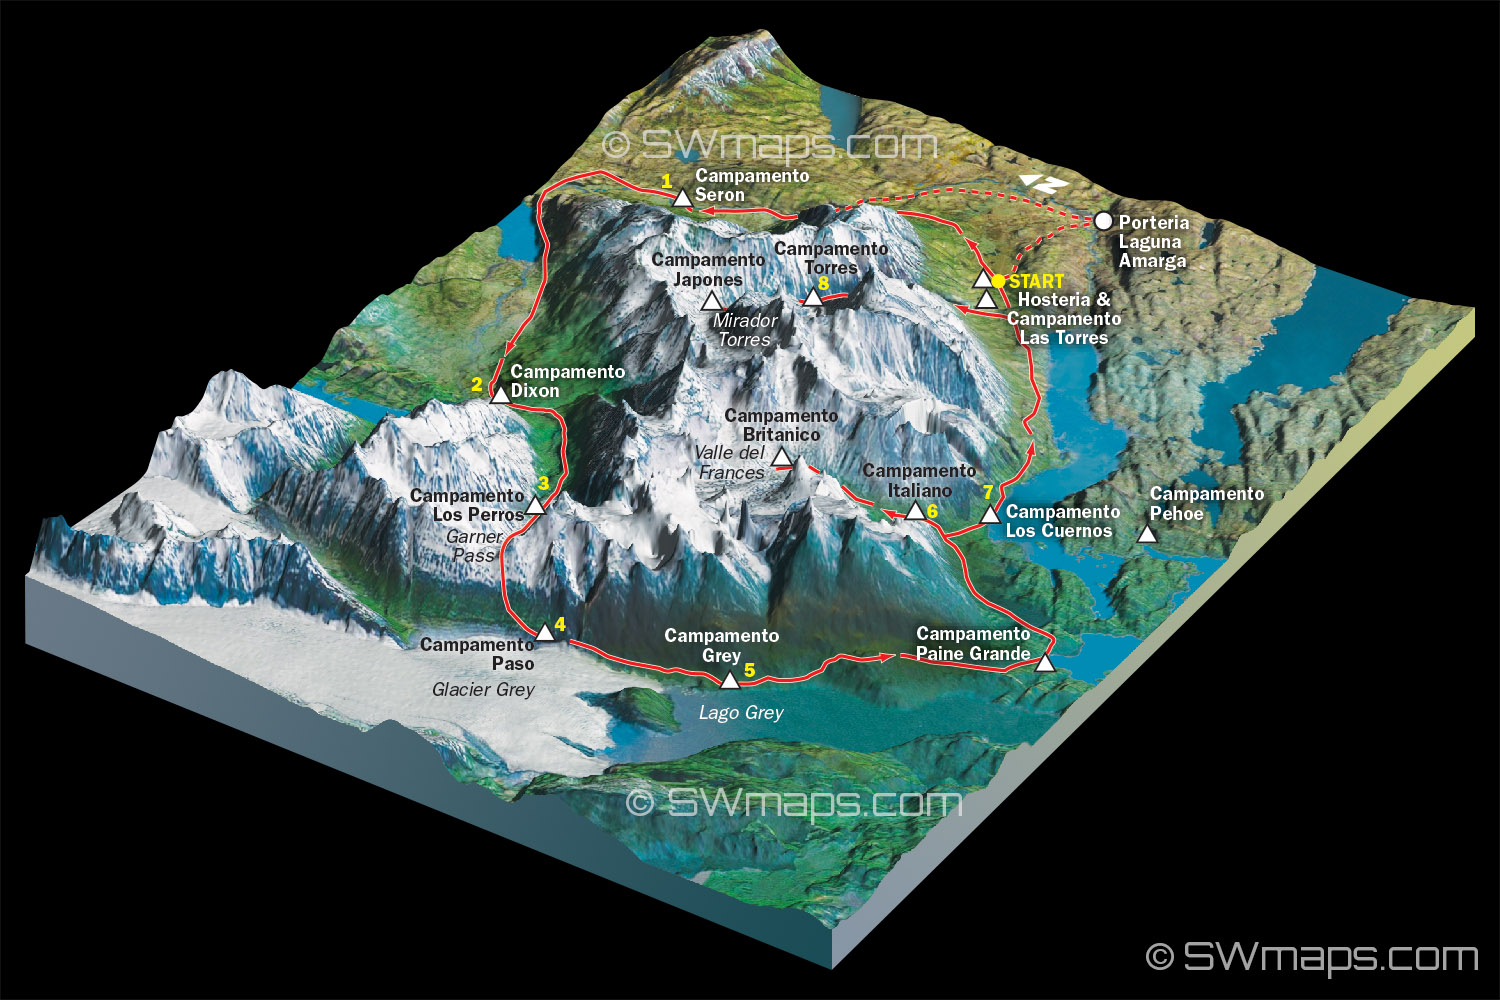 © SWmaps.com
1
Campamento
Seron
N
Porteria
Laguna
Amarga
Campamento
Torres
8
Campamento
Japones
Mirador
Torres
START
Hosteria &
Campamento
Las Torres
2
Campamento
Dixon
Campamento
Britanico
Valle del
Frances
Campamento
Italiano
6
7
Campamento
Los Cuernos
Campamento
Pehoe
3
Campamento
Los Perros
Garner
Pass
4
Campamento
Paso
Glacier Grey
Campamento
Grey
5
Lago Grey
Campamento
Paine Grande
© SWmaps.com
© SWmaps.com